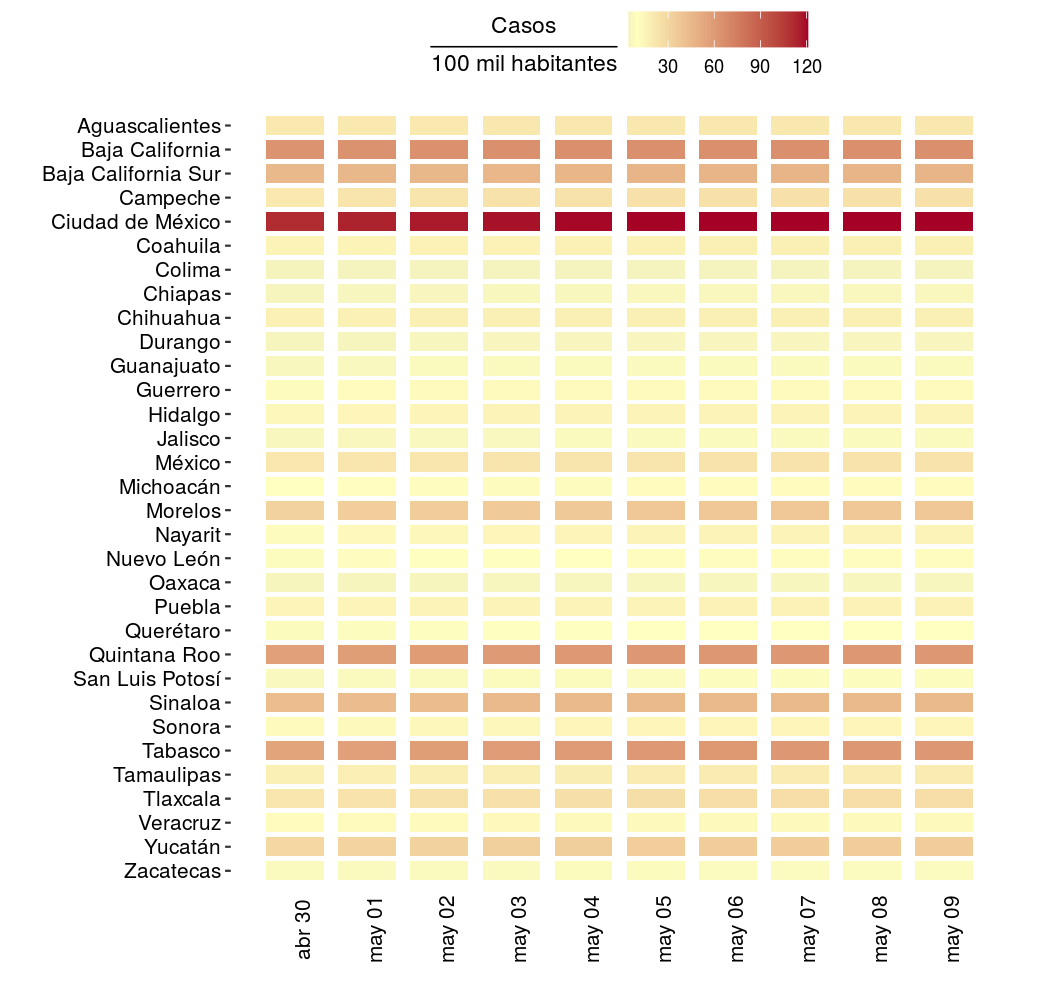 Casos
100 mil habitantes
30 60 90 120
Aguascalientes
Baja California
Baja California Sur
Campeche
Ciudad de México
Coahuila
Colima
Chiapas
Chihuahua
Durango
Guanajuato
Guerrero
Hidalgo
Jalisco
México
Michoacán
Morelos
Nayarit
Nuevo León
Oaxaca
Puebla
Querétaro
Quintana Roo
San Luis Potosí
Sinaloa
Sonora
Tabasco
Tamaulipas
Tlaxcala
Veracruz
Yucatán
Zacatecas
abr 30
may 01
may 02
may 03
may 04
may 05
may 06
may 07
may 08
may 09